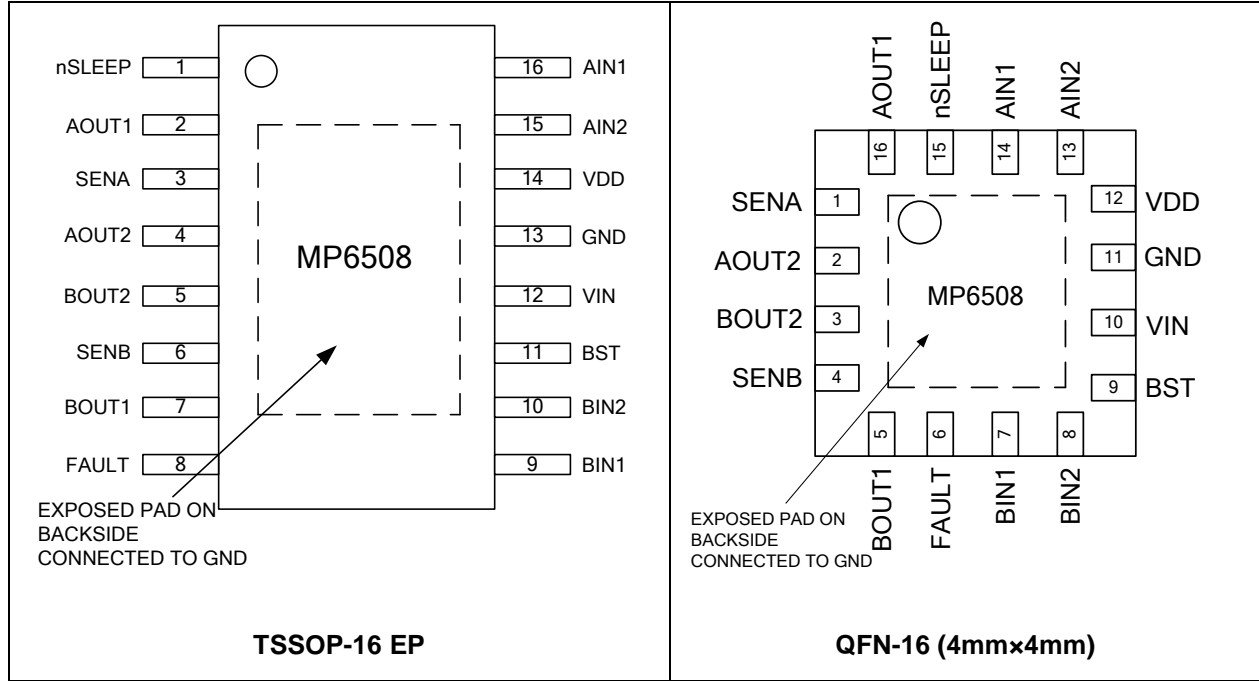 nSLEEP 1 16 AIN1
AOUT1 2 15 AIN2
SENA 3 14 VDD
AOUT2 4 13 GND
MP6508
BOUT2 5 12 VIN
SENB 6 11 BST
BOUT1 7 10 BIN2
FAULT 8 9 BIN1
EXPOSED PAD ON
BACKSIDE
CONNECTED TO GND
TSSOP-16 EP
AOUT1 nSLEEP AIN1 AIN2
16 15 14 13
SENA 1 12 VDD
AOUT2 2 11 GND
MP6508
BOUT2 3 10 VIN
SENB 4 9 BST
5 6 7 8
BOUT1 FAULT BIN1 BIN2
EXPOSED PAD ON
BACKSIDE
CONNECTED TO GND
QFN-16 (4mm×4mm)